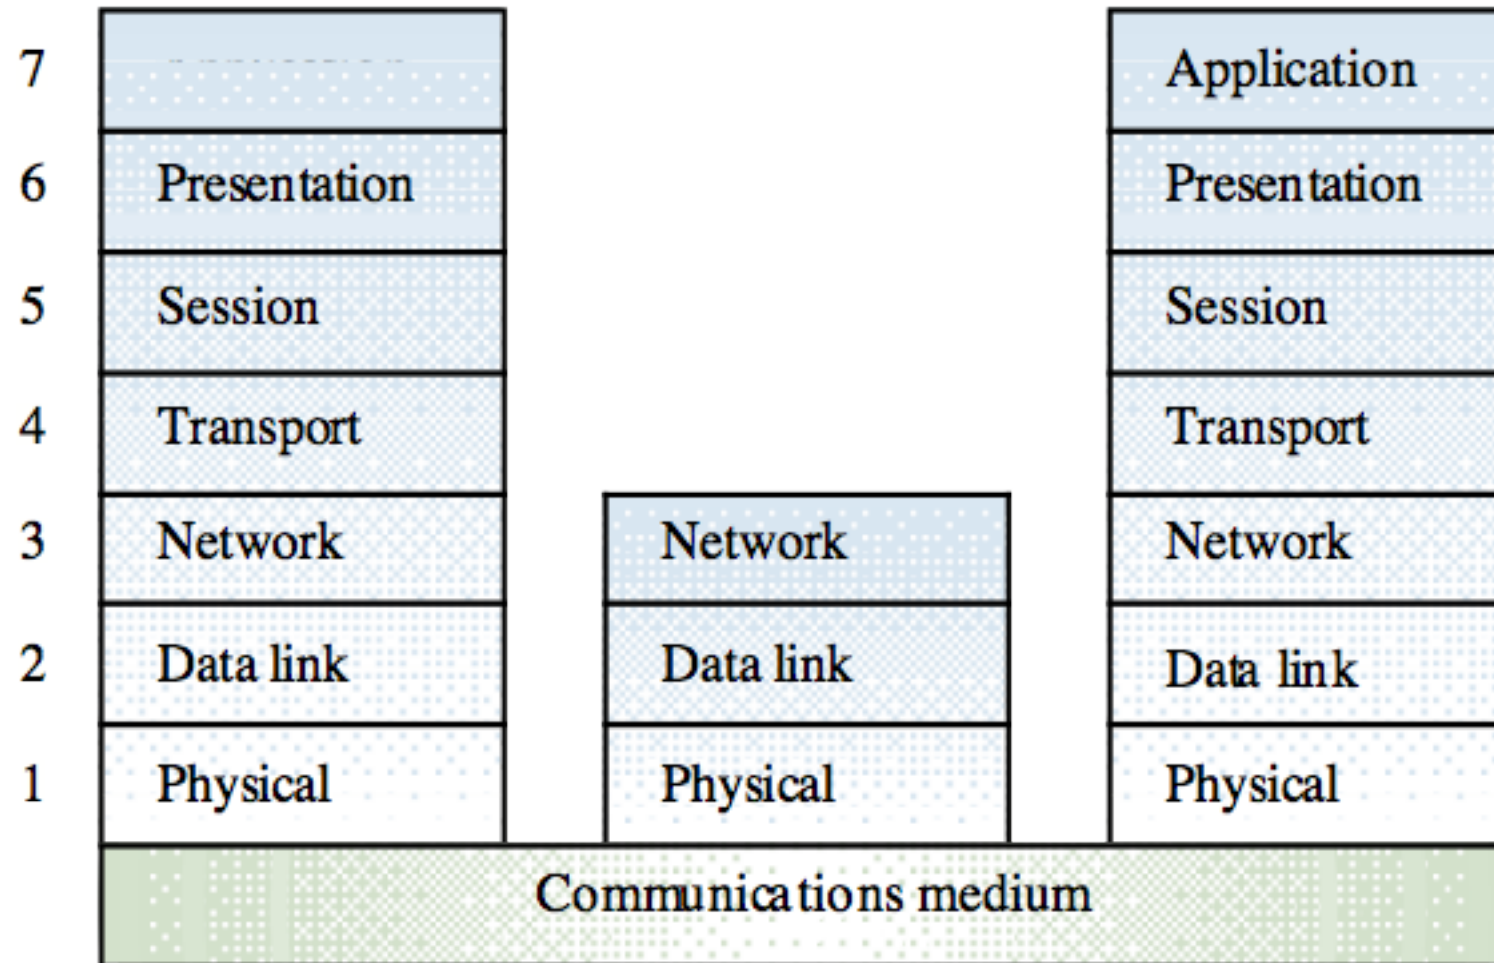 7 Application
6 Presentation Presentation
5 Session Session
4 Transport Transport
3 Network Network Network
2 Data link Data link Data link
1 Physical Physical Physical
Communications medium